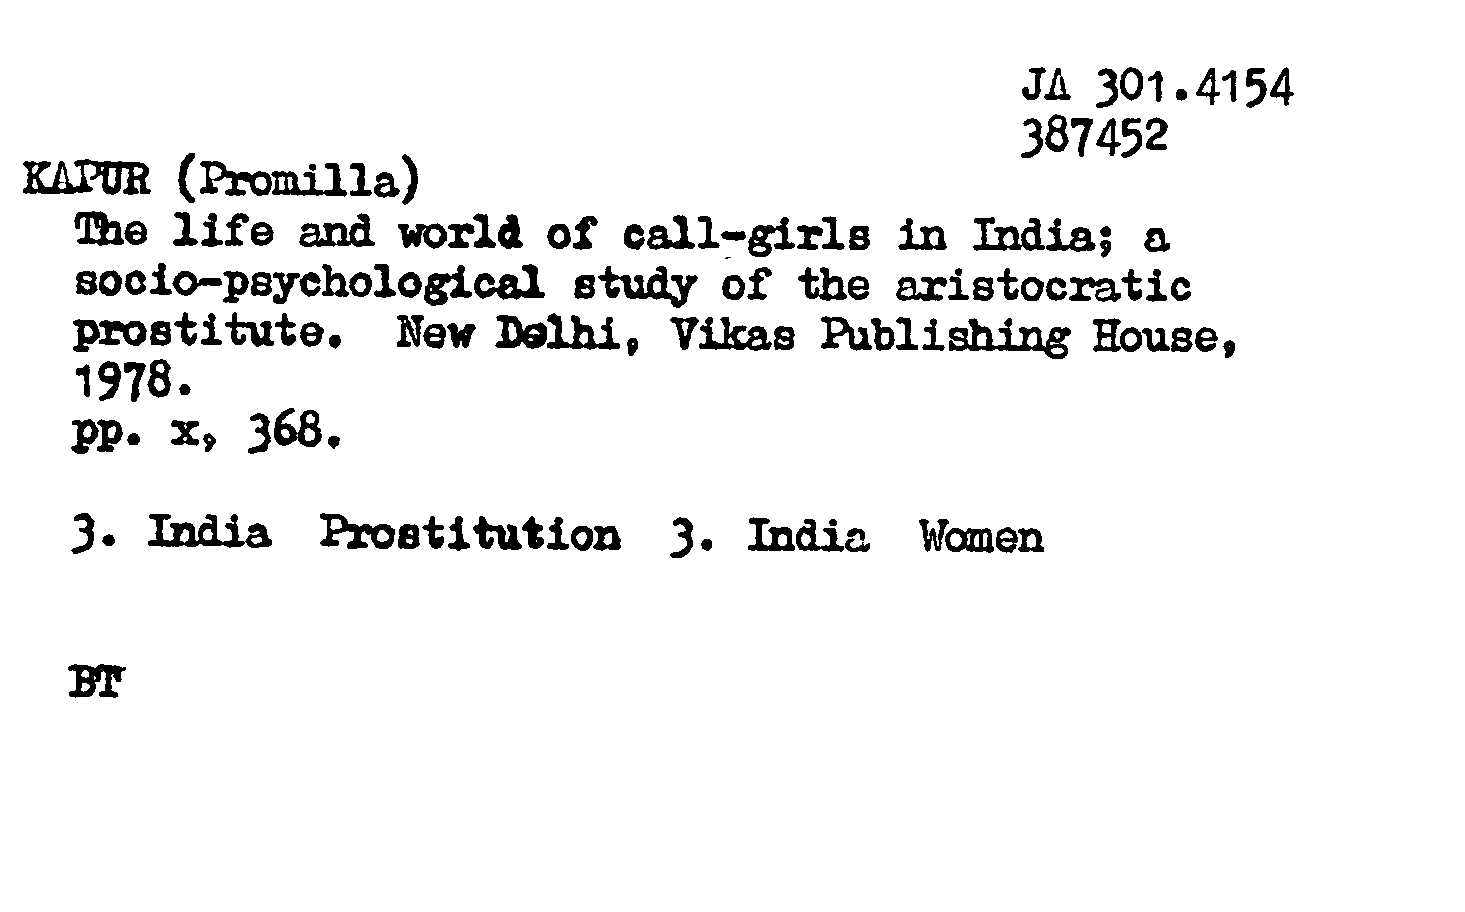 JA 301.4154
387452
KAPUR (Promilla)
The life and world of call-girls in India; a
socio-psychological study of the aristocratic
prostitute. New Delhi, Vikas Publishing House,
1978.
pp. x, 368.
3. India Prostitution 3. India Women
BT